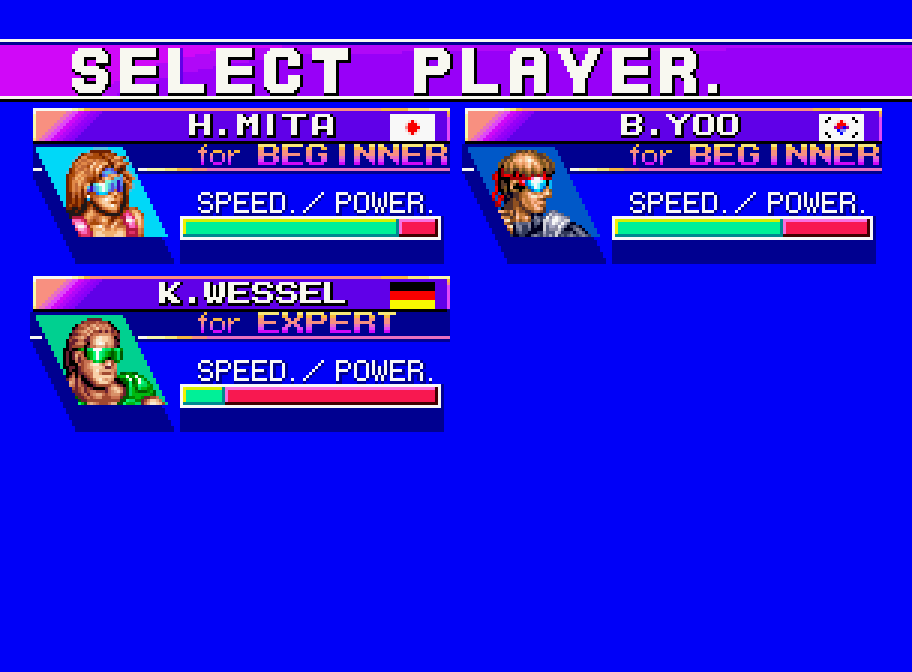 SELECT PLAYER.
H.MITA
for BEGINNER
SPEED./POWER.
B.YOO
for BEGINNER
SPEED./POWER.
K.WESSEL
for EXPERT
SPEED./POWER.